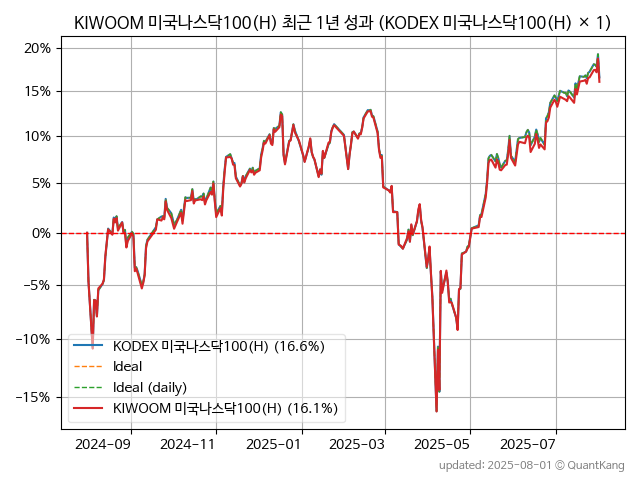 KIWOOM 미국나스닥100(H) 최근 1년 성과 (KODEX 미국나스닥100(H) × 1)
20%
15%
10%
5%
0%
−5%
−10%
−15%
KODEX 미국나스닥100(H) (16.6%)
Ideal
Ideal (daily)
KIWOOM 미국나스닥100(H) (16.1%)
2024−09
2024−11
2025−01
2025−03
2025−05
2025−07
updated: 2025-08-01 © QuantKang